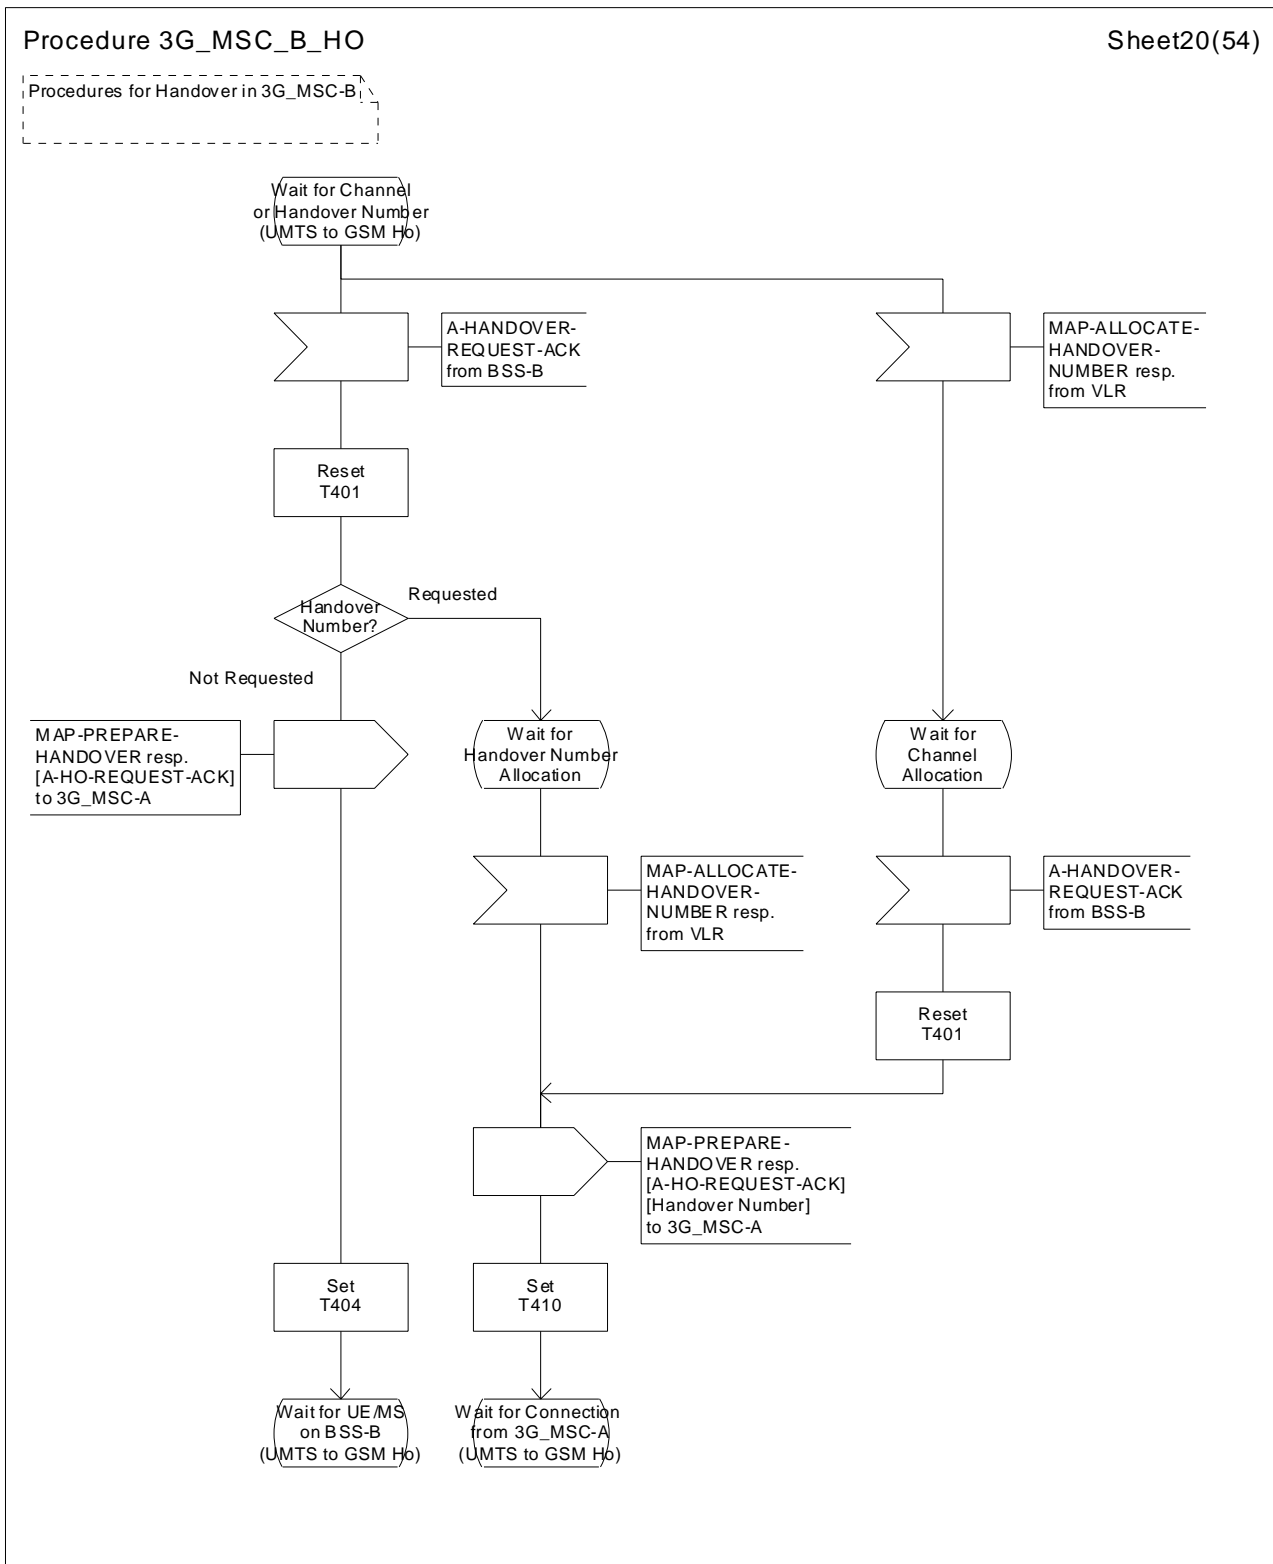 Procedure 3G_MSC_B_HO
Sheet20(54)
Procedures for Handover in 3G_MSC-B
Wait for Channel
or Handover Number
(UMTS to GSM Ho)
A-HANDOVER-
REQUEST-ACK
from BSS-B
MAP-ALLOCATE-
HANDOVER-
NUMBER resp.
from VLR
Reset
T401
Handover
Number?
Requested
Not Requested
MAP-PREPARE-
HANDOVER resp.
[A-HO-REQUEST-ACK]
to 3G_MSC-A
Wait for
Handover Number
Allocation
Wait for
Channel
Allocation
MAP-ALLOCATE-
HANDOVER-
NUMBER resp.
from VLR
A-HANDOVER-
REQUEST-ACK
from BSS-B
Reset
T401
MAP-PREPARE-
HANDOVER resp.
[A-HO-REQUEST-ACK]
[Handover Number]
to 3G_MSC-A
Set
T404
Set
T410
Wait for UE/MS
on BSS-B
(UMTS to GSM Ho)
Wait for Connection
from 3G_MSC-A
(UMTS to GSM Ho)